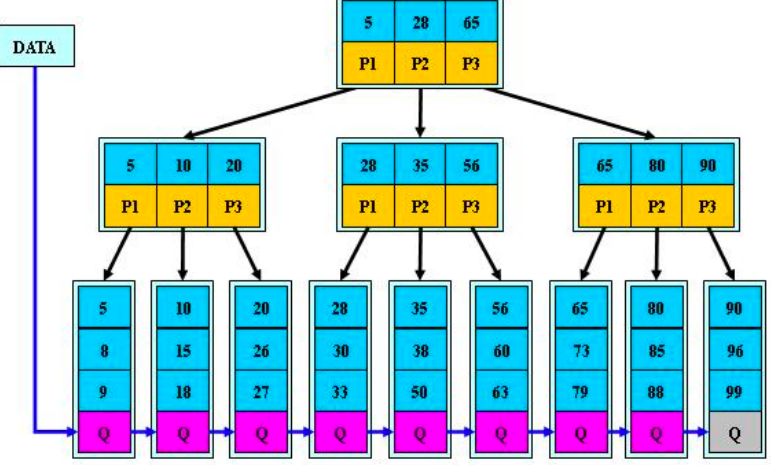 5 28 65
DATA
P1 P2 P3
5 10 20 28 35 56 65 80 90
P1 P2 P3 P1 P2 P3 P1 P2 P3
5 10 20 28 35 56 65 80 90
8 15 26 30 38 60 73 85 96
9 18 27 33 50 63 79 88 99
Q Q Q Q Q Q Q Q Q